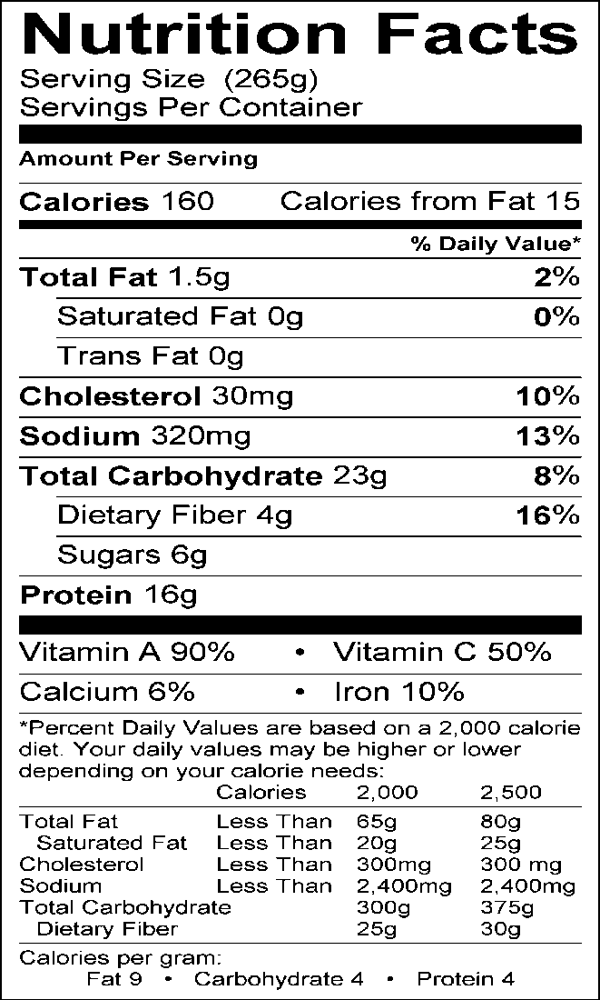 Nutrition Facts
Serving Size (265g)
Servings Per Container
Amount Per Serving
Calories 160 Calories from Fat 15
% Daily Value*
Total Fat 1.5g 2%
Saturated Fat 0g 0%
Trans Fat 0g
Cholesterol 30mg 10%
Sodium 320mg 13%
Total Carbohydrate 23g 8%
Dietary Fiber 4g 16%
Sugars 6g
Protein 16g
Vitamin A 90% • Vitamin C 50%
Calcium 6% • Iron 10%
*Percent Daily Values are based on a 2,000 calorie
diet. Your daily values may be higher or lower
depending on your calorie needs:
Calories 2,000 2,500
Total Fat Less Than 65g 80g
Saturated Fat Less Than 20g 25g
Cholesterol Less Than 300mg 300 mg
Sodium Less Than 2,400mg 2,400mg
Total Carbohydrate 300g 375g
Dietary Fiber 25g 30g
Calories per gram:
Fat 9 • Carbohydrate 4 • Protein 4